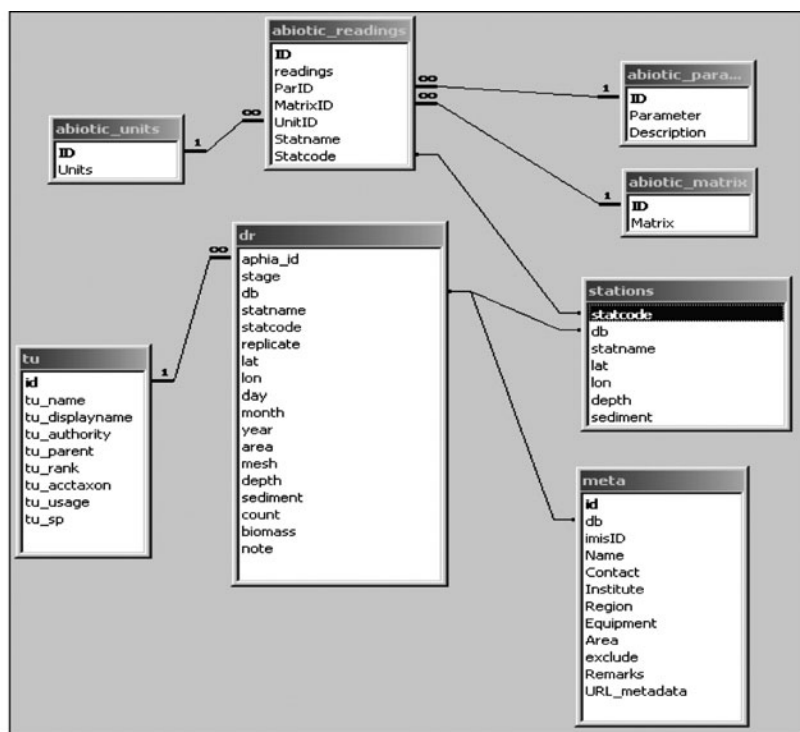 abiotic_readings
ID
readings
ParID
MatrixID
UnitID
Statname
Statcode
abiotic_para...
ID
Parameter
Description
abiotic_units
ID
Units
abiotic_matrix
ID
Matrix
dr
aphia_id
stage
db
statname
statcode
replicate
lat
lon
day
month
year
area
mesh
depth
sediment
count
biomass
note
stations
statcode
db
statname
lat
lon
depth
sediment
tu
id
tu_name
tu_displayname
tu_authority
tu_parent
tu_rank
tu_acctaxon
tu_usage
tu_sp
meta
id
db
imisID
Name
Contact
Institute
Region
Equipment
Area
exclude
Remarks
URL_metadata
∞
1
∞
1
∞
1
∞
1